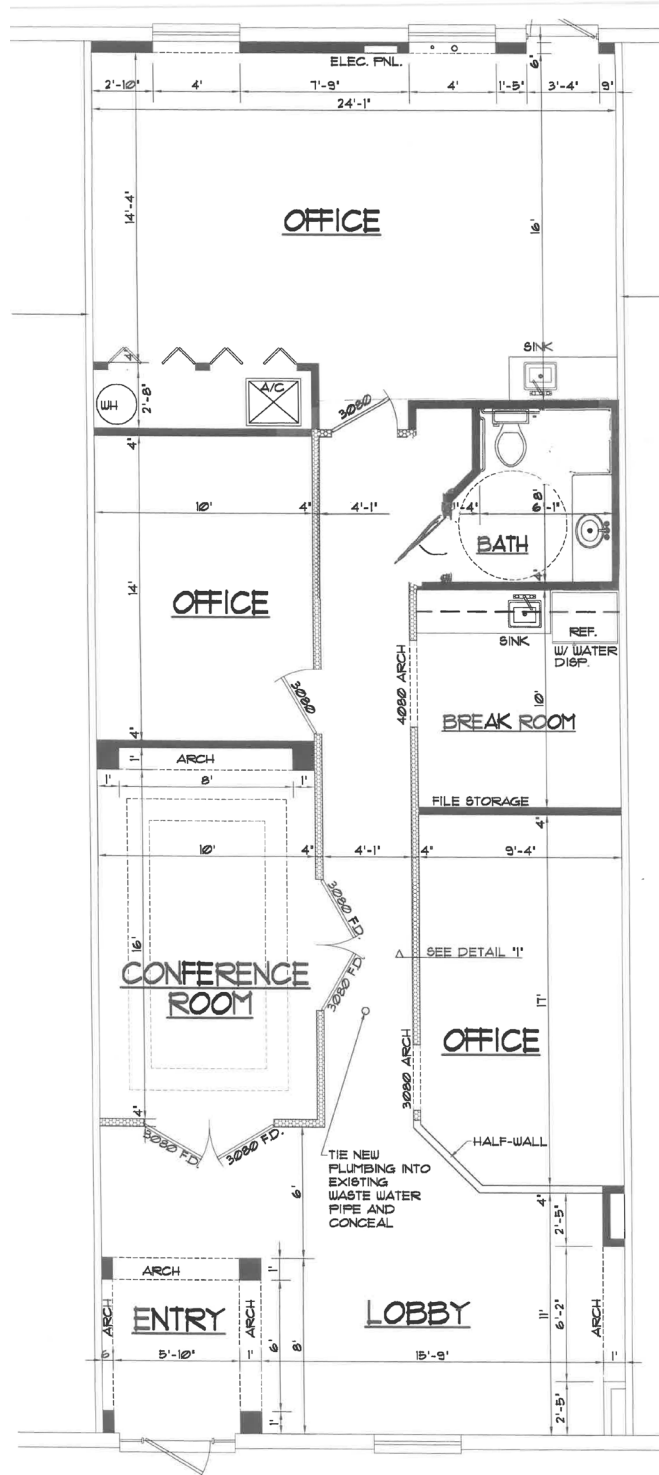 ELEC. PNL.
6"
2'-10" 4' 7'-9" 4' 1'-5" 3'-4" 9"
24'-1"
14'-4"
OFFICE
16'
SINK
4"
WH
2'-8"
A/C
3080
4"
10' 4" 4'-1" 6'-1"
BATH
4"
14'
OFFICE
SINK
REF.
W/ WATER
DISP.
3080
4080 ARCH
10'
BREAK ROOM
4"
1' ARCH
1' 8' 1'
FILE STORAGE
4"
10' 4" 4'-1" 4" 9'-4"
3080 F.D.
16'
SEE DETAIL "1"
CONFERENCE
ROOM
3080 F.D.
17'
OFFICE
3080 ARCH
4"
3080 F.D. 3080 F.D.
HALF-WALL
TIE NEW
PLUMBING INTO
EXISTING
WASTE WATER
PIPE AND
CONCEAL
6'
4"
2'-5"
ARCH
1'
ARCH
ENTRY
ARCH
6'
8'
LOBBY
11'
6'-2"
ARCH
5'-10" 1' 15'-9" 1'
1'
2'-5"